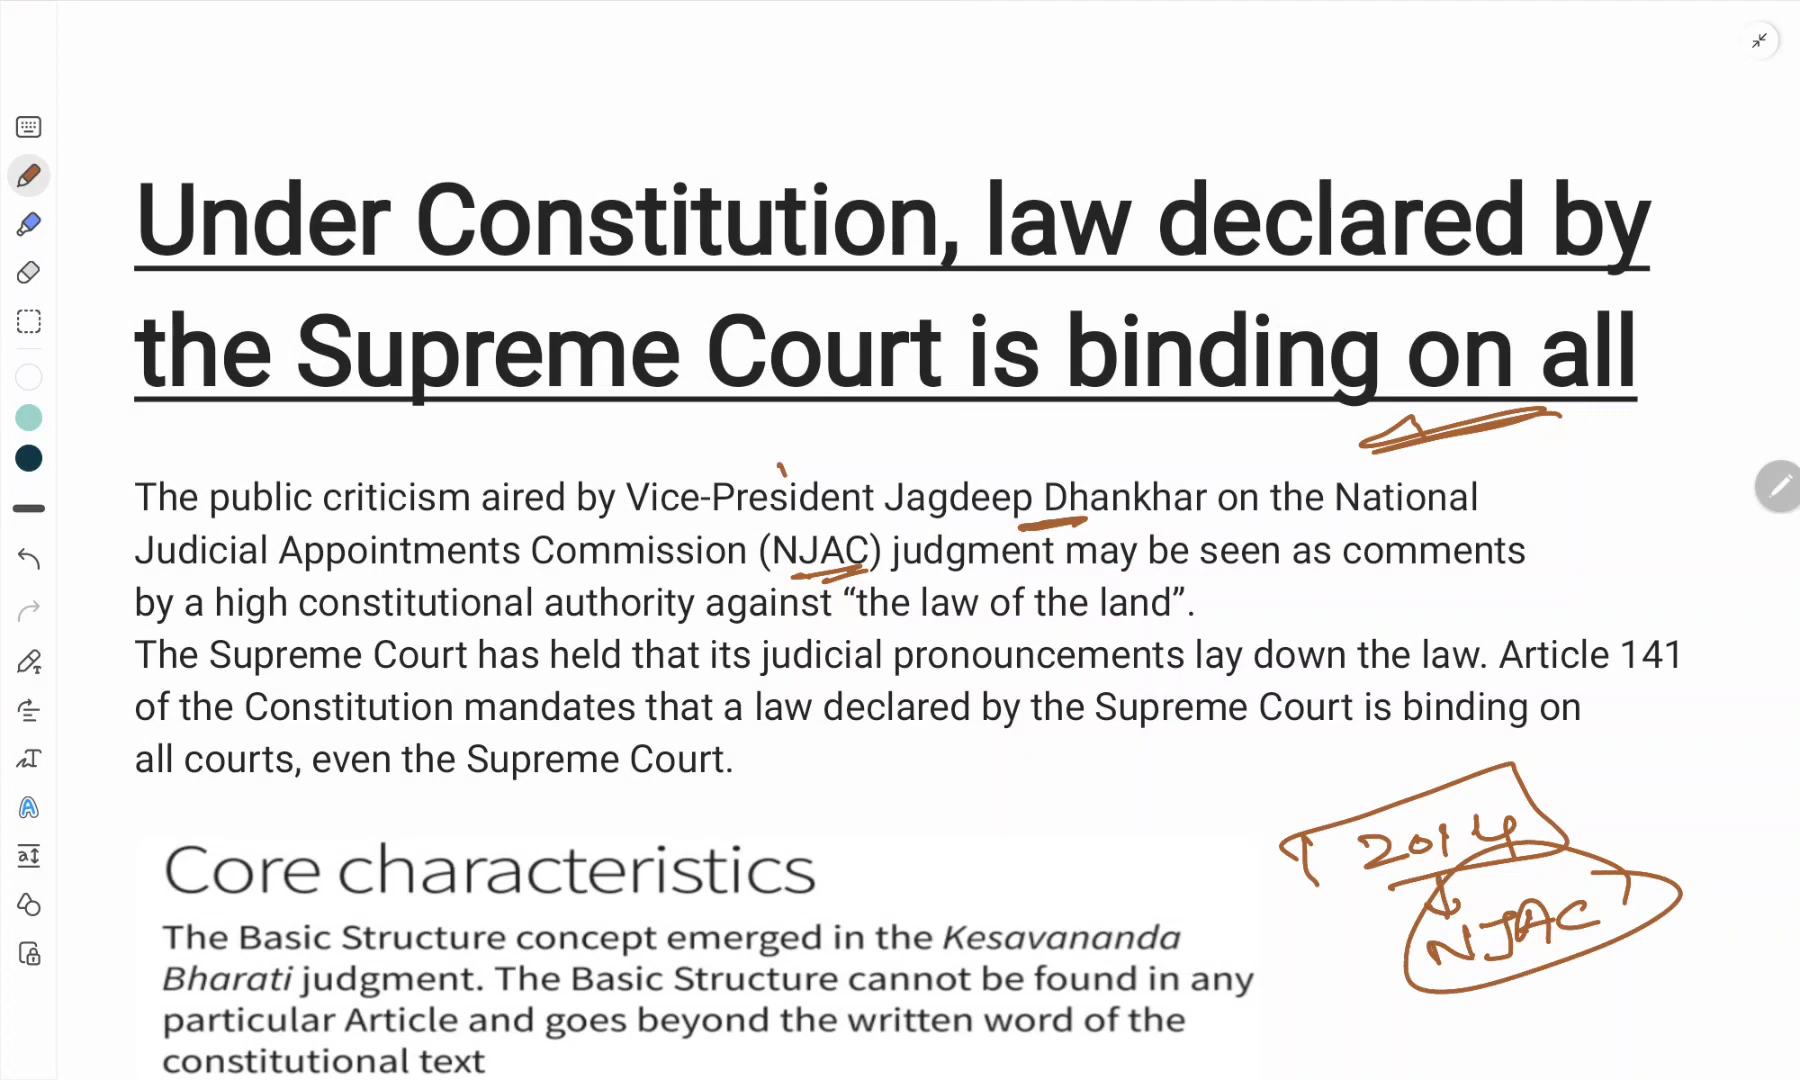 Under Constitution, law declared by
the Supreme Court is binding on all
The public criticism aired by Vice-President Jagdeep Dhankhar on the National
Judicial Appointments Commission (NJAC) judgment may be seen as comments
by a high constitutional authority against “the law of the land”.
The Supreme Court has held that its judicial pronouncements lay down the law. Article 141
of the Constitution mandates that a law declared by the Supreme Court is binding on
all courts, even the Supreme Court.
2014
NJAC
Core characteristics
The Basic Structure concept emerged in the Kesavananda
Bharati judgment. The Basic Structure cannot be found in any
particular Article and goes beyond the written word of the
constitutional text